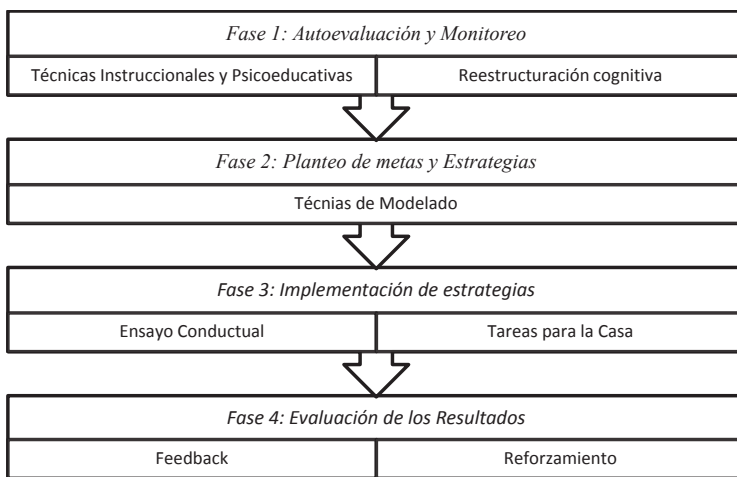 Fase 1: Autoevaluación y Monitoreo
Técnicas Instruccionales y Psicoeducativas
Reestructuración cognitiva
Fase 2: Planteo de metas y Estrategias
Técnias de Modelado
Fase 3: Implementación de estrategias
Ensayo Conductual
Tareas para la Casa
Fase 4: Evaluación de los Resultados
Feedback
Reforzamiento